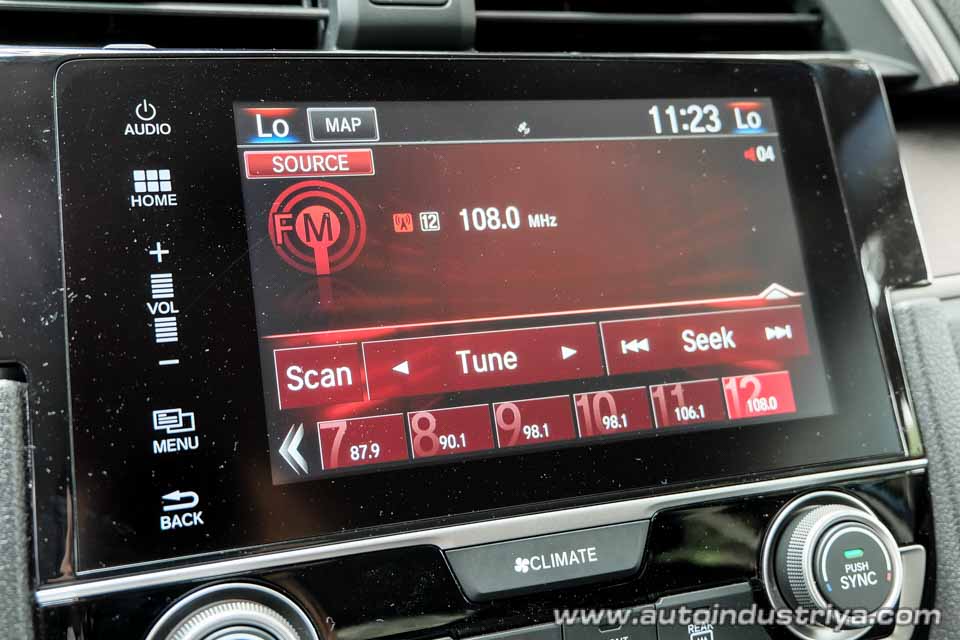 AUDIO
HOME
+
VOL
−
MENU
BACK
Lo MAP 11:23 Lo
SOURCE 04
FM 12 108.0 MHz
Scan Tune Seek
7 87.9 8 90.1 9 98.1 10 98.1 11 106.1 12 108.0
CLIMATE
PUSH
SYNC
REAR
www.autoindustriya.com